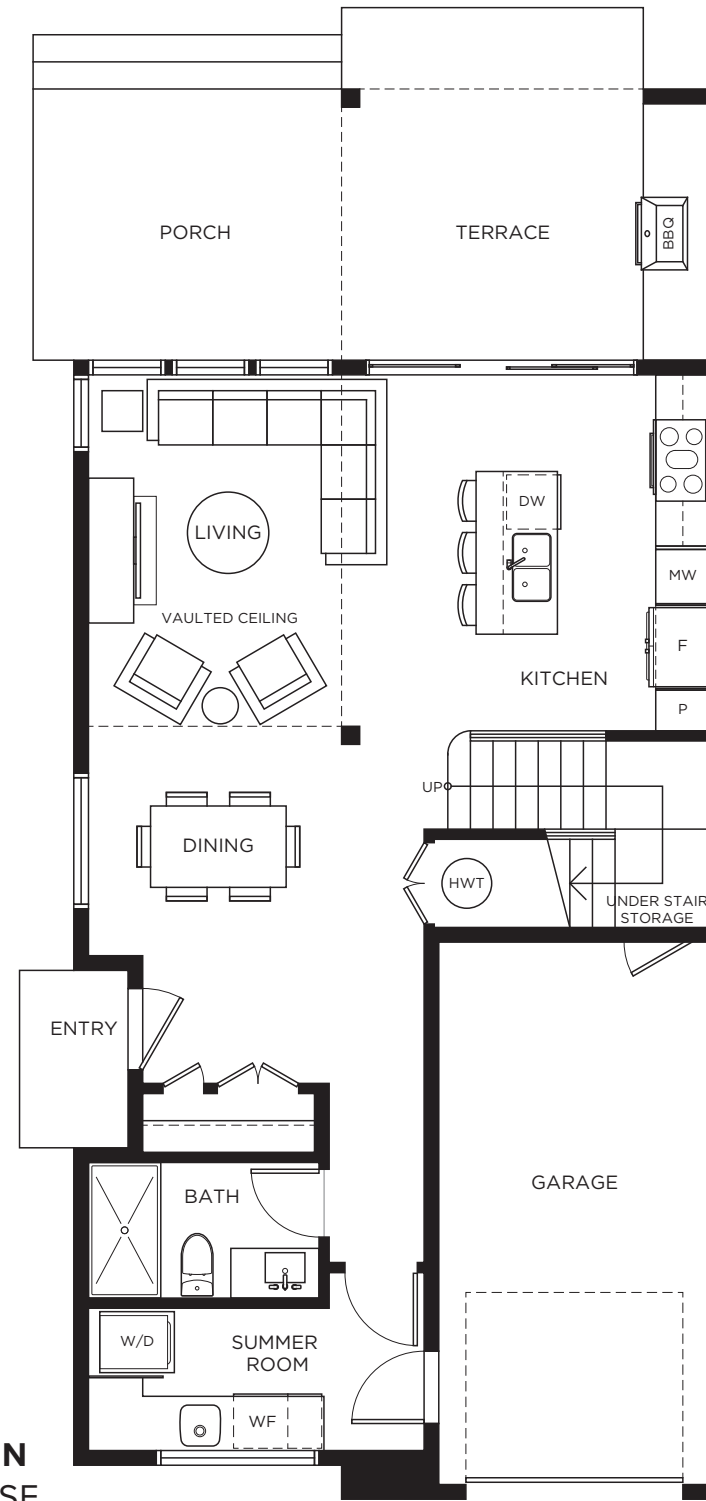 PORCH
TERRACE
BBQ
LIVING
VAULTED CEILING
DW
MW
F
KITCHEN
P
UP
DINING
HWT
UNDER STAIR
STORAGE
ENTRY
GARAGE
BATH
W/D
SUMMER
ROOM
WF
N
SE